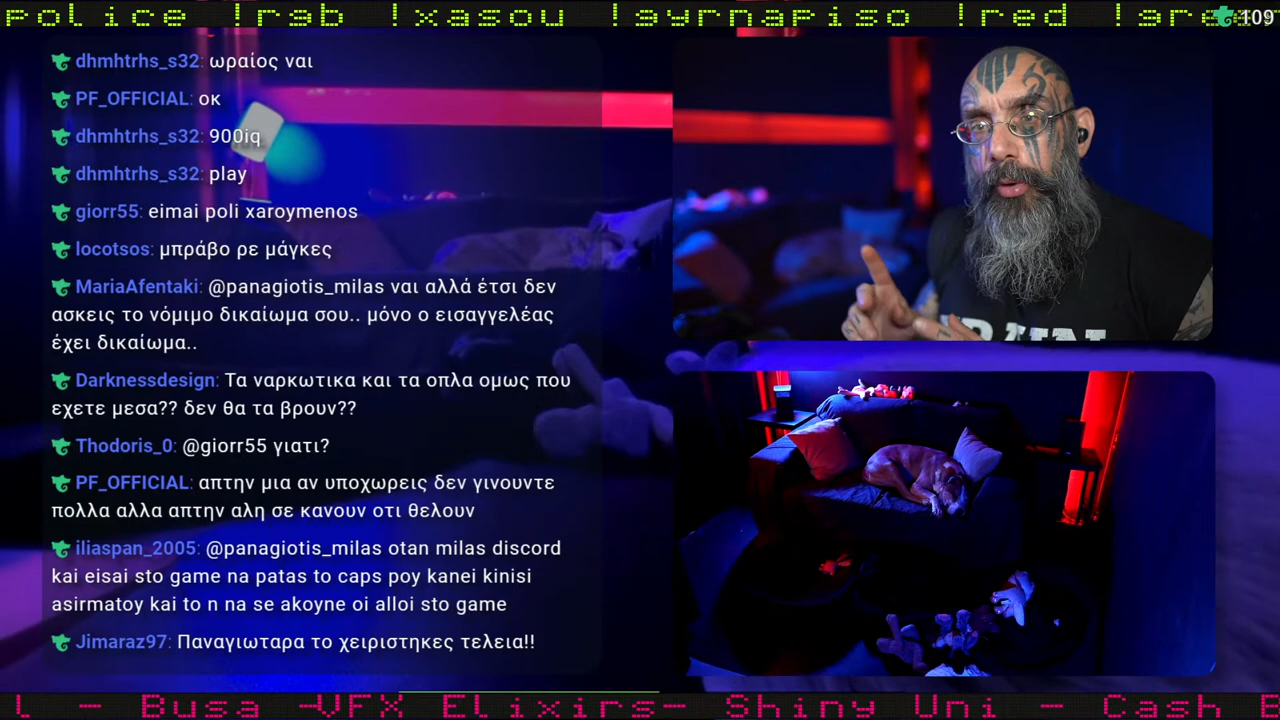 police !rab !xasou !ayrnapiso !red !are
109
dhmhtrhs_s32: ωραίος ναι
PF_OFFICIAL: οκ
dhmhtrhs_s32: 900iq
dhmhtrhs_s32: play
giorr55: eimai poli xaroymenos
locotsos: μπράβο ρε μάγκες
MariaAfentaki: @panagiotis_milas ναι αλλά έτσι δεν
ασκεις το νόμιμο δικαίωμα σου.. μόνο ο εισαγγελέας
έχει δικαίωμα..
Darknessdesign: Τα ναρκωτικα και τα οπλα ομως που
εχετε μεσα?? δεν θα τα βρουν??
Thodoris_0: @giorr55 γιατι?
PF_OFFICIAL: απτην μια αν υποχωρεις δεν γινουντε
πολλα αλλα απτην αλη σε κανουν οτι θελουν
iliaspan_2005: @panagiotis_milas otan milas discord
kai eisai sto game na patas to caps poy kanei kinisi
asirmatoy kai to n na se akoyne oi alloi sto game
Jimaraz97: Παναγιωταρα το χειριστηκες τελεια!!
l - Busa -VFX Elixirs- Shiny Uni - Cash